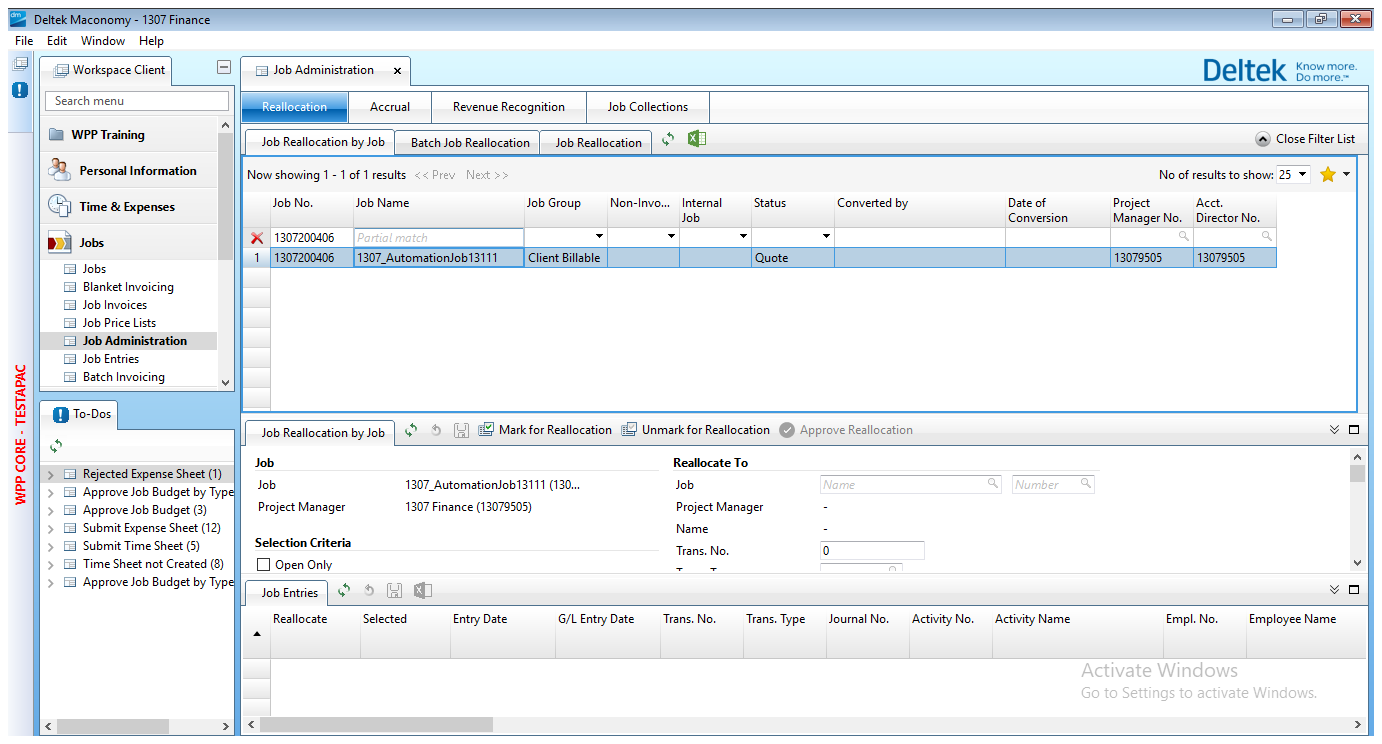 Deltek Maconomy - 1307 Finance
File Edit Window Help
Workspace Client
Search menu
WPP Training
Personal Information
Time & Expenses
Jobs
Jobs
Blanket Invoicing
Job Invoices
Job Price Lists
Job Administration
Job Entries
Batch Invoicing
WPP CORE - TESTAPAC
To-Dos
Rejected Expense Sheet (1)
Approve Job Budget by Type
Approve Job Budget (3)
Submit Expense Sheet (12)
Submit Time Sheet (5)
Time Sheet not Created (8)
Approve Job Budget by Type
Job Administration x
Deltek Know more.
Do more.™
Reallocation Accrual Revenue Recognition Job Collections
Job Reallocation by Job Batch Job Reallocation Job Reallocation Close Filter List
Now showing 1 - 1 of 1 results << Prev Next >> No of results to show: 25
Job No. Job Name Job Group Non-Invo... Internal Job Status Converted by Date of Conversion Project Manager No. Acct. Director No.
1307200406 Partial match
1 1307200406 1307_AutomationJob13111 Client Billable Quote 13079505 13079505
Job Reallocation by Job Mark for Reallocation Unmark for Reallocation Approve Reallocation
Job Reallocate To
Job 1307_AutomationJob13111 (130... Job Name Number
Project Manager 1307 Finance (13079505) Project Manager -
Name -
Selection Criteria Trans. No. 0
Open Only
Job Entries
Reallocate Selected Entry Date G/L Entry Date Trans. No. Trans. Type Journal No. Activity No. Activity Name Empl. No. Employee Name
Activate Windows
Go to Settings to activate Windows.